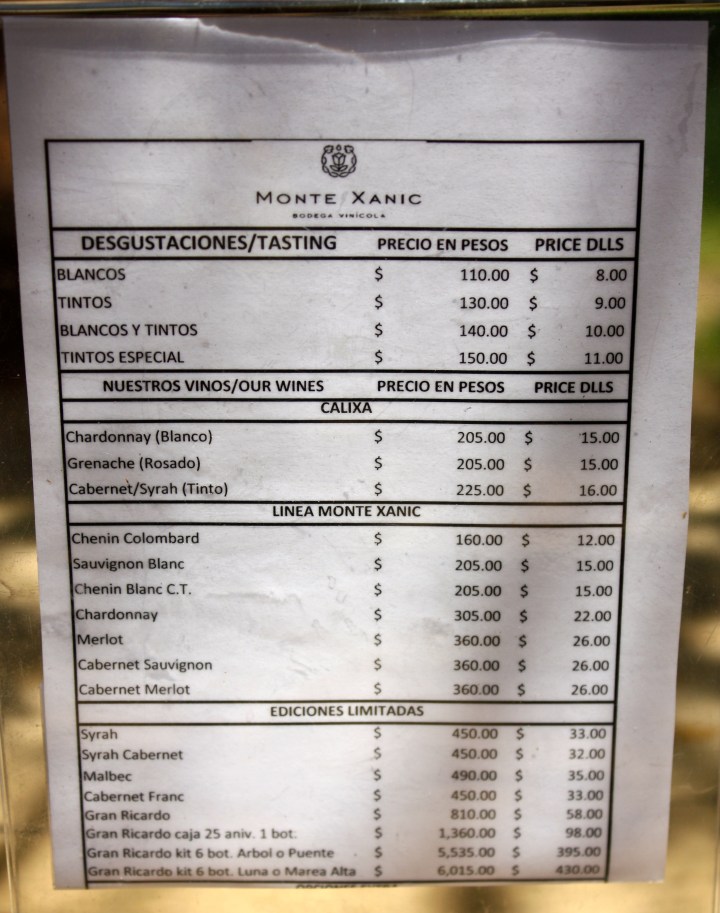 MONTE XANIC
BODEGA VINÍCOLA
DESGUSTACIONES/TASTING PRECIO EN PESOS PRICE DLLS
BLANCOS $ 110.00 $ 8.00
TINTOS $ 130.00 $ 9.00
BLANCOS Y TINTOS $ 140.00 $ 10.00
TINTOS ESPECIAL $ 150.00 $ 11.00
NUESTROS VINOS/OUR WINES PRECIO EN PESOS PRICE DLLS
CALIXA
Chardonnay (Blanco) $ 205.00 $ 15.00
Grenache (Rosado) $ 205.00 $ 15.00
Cabernet/Syrah (Tinto) $ 225.00 $ 16.00
LINEA MONTE XANIC
Chenin Colombard $ 160.00 $ 12.00
Sauvignon Blanc $ 205.00 $ 15.00
Chenin Blanc C.T. $ 205.00 $ 15.00
Chardonnay $ 305.00 $ 22.00
Merlot $ 360.00 $ 26.00
Cabernet Sauvignon $ 360.00 $ 26.00
Cabernet Merlot $ 360.00 $ 26.00
EDICIONES LIMITADAS
Syrah $ 450.00 $ 33.00
Syrah Cabernet $ 450.00 $ 32.00
Malbec $ 490.00 $ 35.00
Cabernet Franc $ 450.00 $ 33.00
Gran Ricardo $ 810.00 $ 58.00
Gran Ricardo caja 25 aniv. 1 bot. $ 1,360.00 $ 98.00
Gran Ricardo kit 6 bot. Arbol o Puente $ 5,535.00 $ 395.00
Gran Ricardo kit 6 bot. Luna o Marea Alta $ 6,015.00 $ 430.00